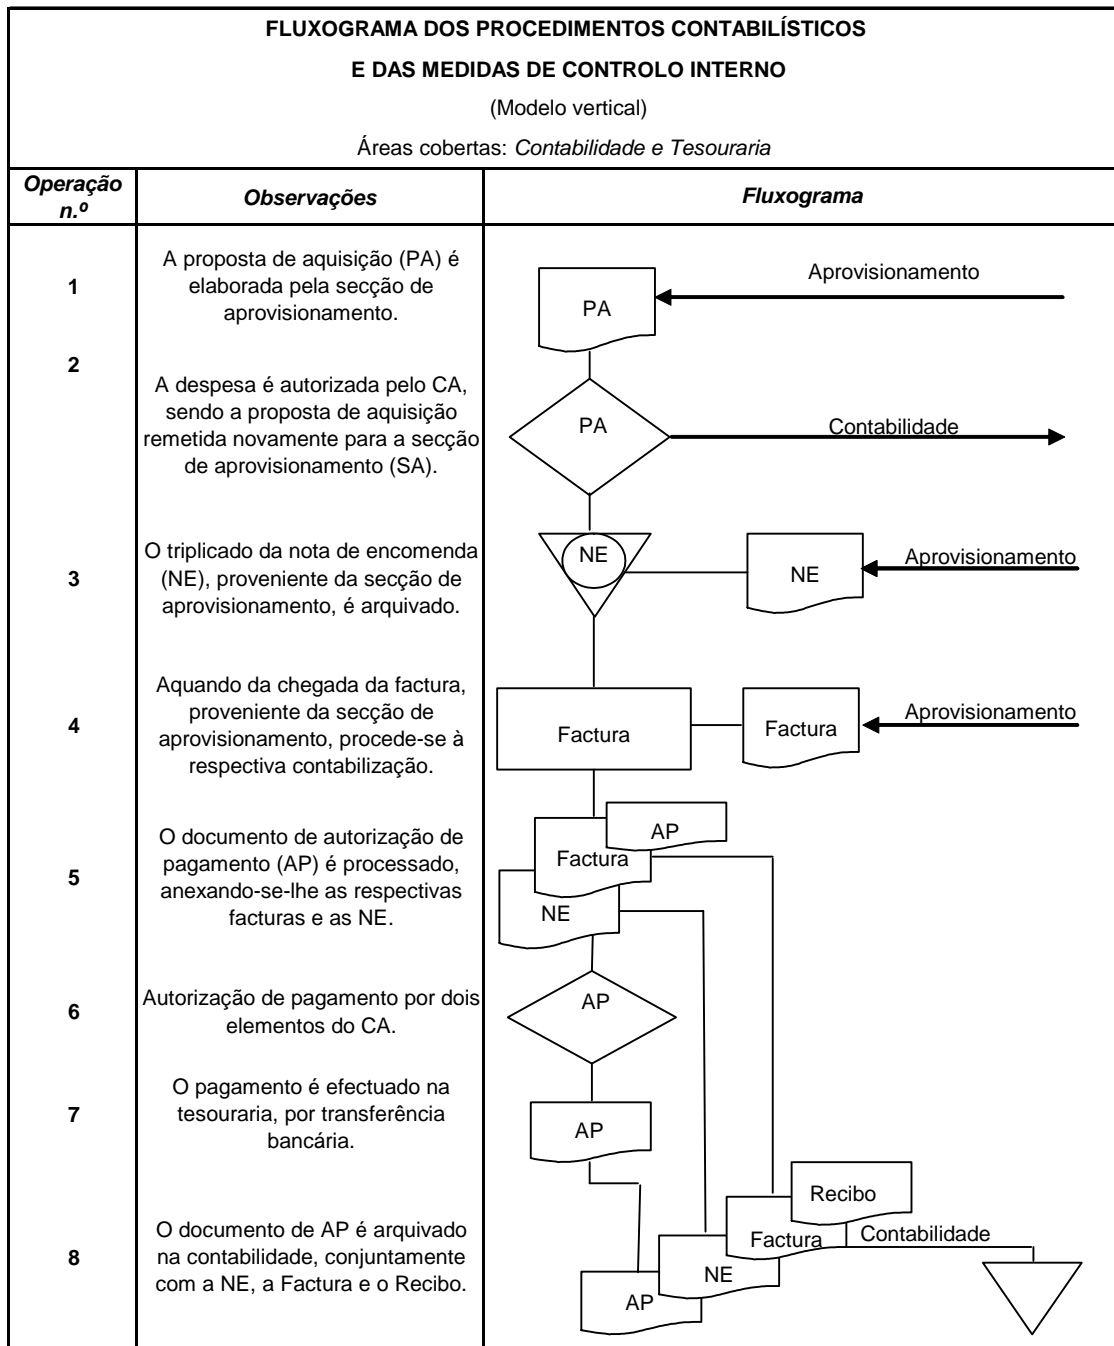 FLUXOGRAMA DOS PROCEDIMENTOS CONTABILÍSTICOS
E DAS MEDIDAS DE CONTROLO INTERNO
(Modelo vertical)
Áreas cobertas: Contabilidade e Tesouraria
Operação
n.º
Observações
Fluxograma
1
A proposta de aquisição (PA) é
elaborada pela secção de
aprovisionamento.
PA
Aprovisionamento
2
A despesa é autorizada pelo CA,
sendo a proposta de aquisição
remetida novamente para a secção
de aprovisionamento (SA).
PA
Contabilidade
3
O triplicado da nota de encomenda
(NE), proveniente da secção de
aprovisionamento, é arquivado.
NE
NE
Aprovisionamento
4
Aquando da chegada da factura,
proveniente da secção de
aprovisionamento, procede-se à
respectiva contabilização.
Factura
Factura
Aprovisionamento
5
O documento de autorização de
pagamento (AP) é processado,
anexando-se-lhe as respectivas
facturas e as NE.
AP
Factura
NE
6
Autorização de pagamento por dois
elementos do CA.
AP
7
O pagamento é efectuado na
tesouraria, por transferência
bancária.
AP
8
O documento de AP é arquivado
na contabilidade, conjuntamente
com a NE, a Factura e o Recibo.
Recibo
Factura
Contabilidade
NE
AP